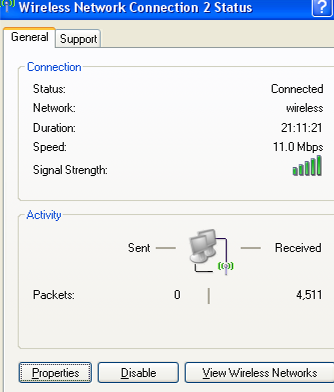 Wireless Network Connection 2 Status
?
General Support
Connection
Status: Connected
Network: wireless
Duration: 21:11:21
Speed: 11.0 Mbps
Signal Strength:
Activity
Sent Received
Packets: 0 4,511
Properties Disable View Wireless Networks